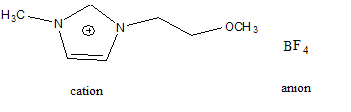 H3C
N
N
+
OCH3
BF4
cation
anion